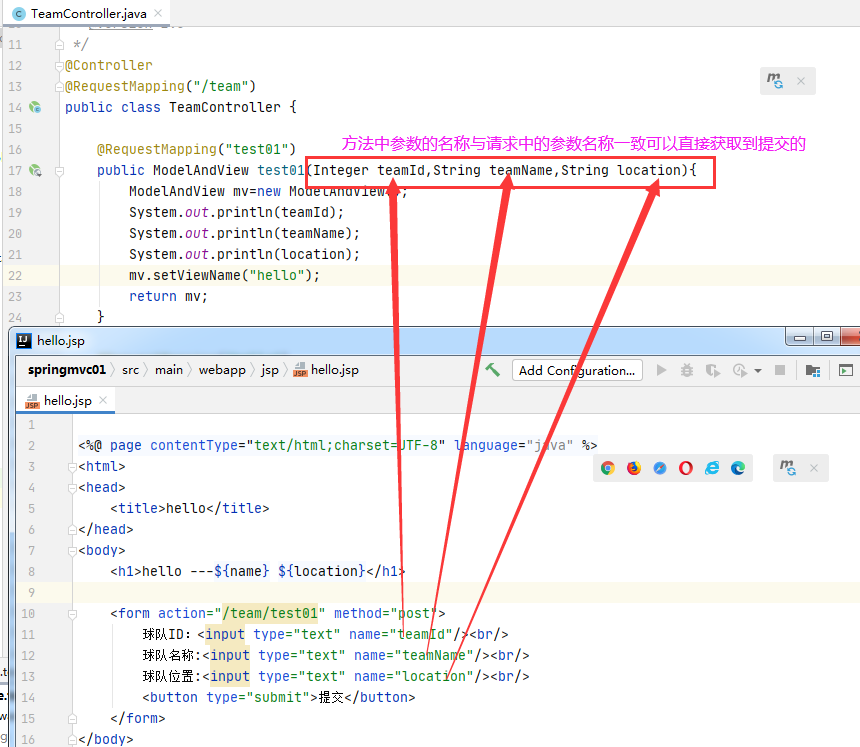 TeamController.java
11 */
12 @Controller
13 @RequestMapping("/team")
14 public class TeamController {
15
方法中参数的名称与请求中的参数名称一致可以直接获取到提交的
16 @RequestMapping("test01")
17 public ModelAndView test01(Integer teamId,String teamName,String location){
18 ModelAndView mv=new ModelAndView();
19 System.out.println(teamId);
20 System.out.println(teamName);
21 System.out.println(location);
22 mv.setViewName("hello");
23 return mv;
24 }
hello.jsp
springmvc01 src main webapp jsp hello.jsp Add Configuration...
hello.jsp
1
2 <%@ page contentType="text/html;charset=UTF-8" language="java" %>
3 <html>
4 <head>
5 <title>hello</title>
6 </head>
7 <body>
8 <h1>hello ---${name} ${location}</h1>
9
10 <form action="/team/test01" method="post">
11 球队ID：<input type="text" name="teamId"/><br/>
12 球队名称:<input type="text" name="teamName"/><br/>
13 球队位置:<input type="text" name="location"/><br/>
14 <button type="submit">提交</button>
15 </form>
16 </body>